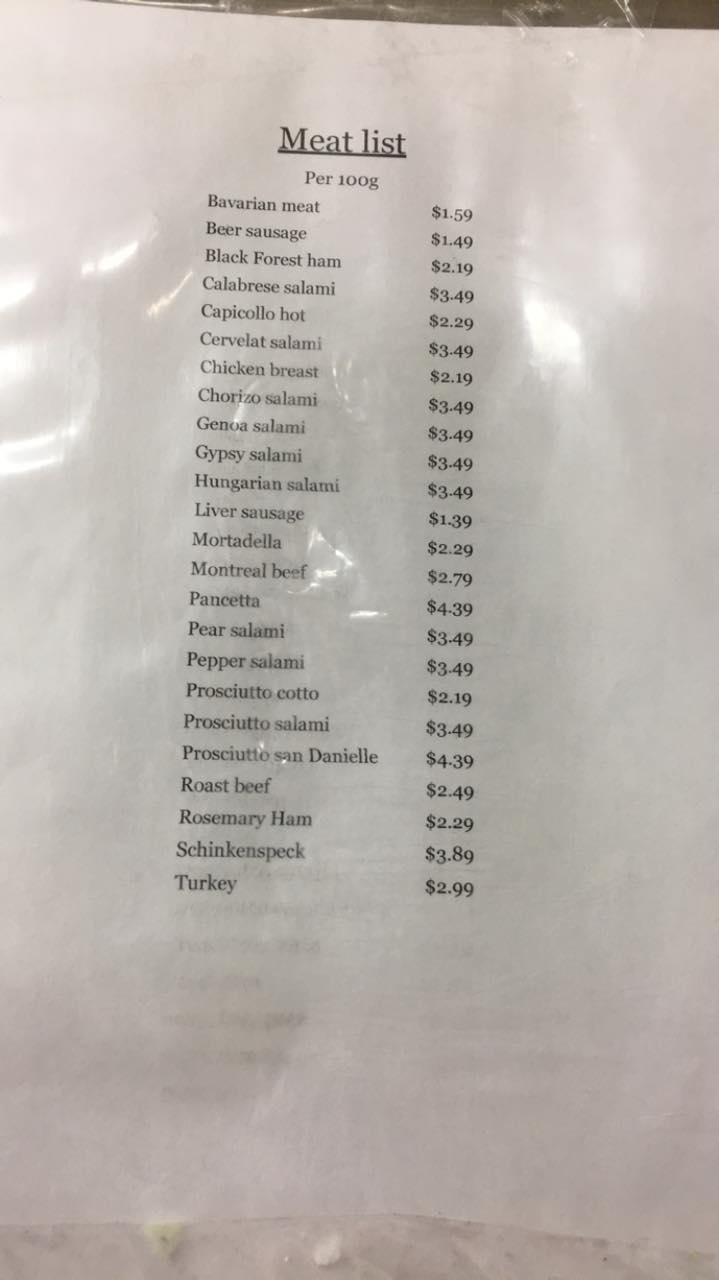 Meat list
Per 100g
Bavarian meat $1.59
Beer sausage $1.49
Black Forest ham $2.19
Calabrese salami $3.49
Capicollo hot $2.29
Cervelat salami $3.49
Chicken breast $2.19
Chorizo salami $3.49
Genoa salami $3.49
Gypsy salami $3.49
Hungarian salami $3.49
Liver sausage $1.39
Mortadella $2.29
Montreal beef $2.79
Pancetta $4.39
Pear salami $3.49
Pepper salami $3.49
Prosciutto cotto $2.19
Prosciutto salami $3.49
Prosciutto san Danielle $4.39
Roast beef $2.49
Rosemary Ham $2.29
Schinkenspeck $3.89
Turkey $2.99